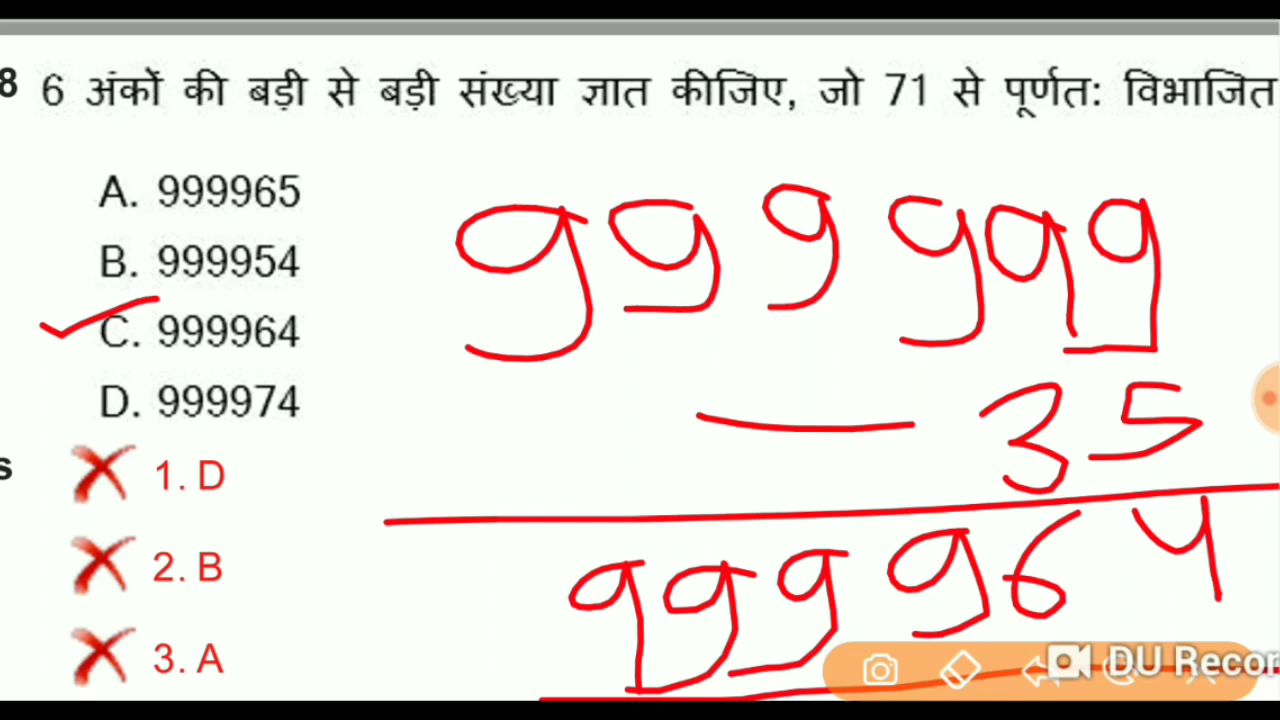 8 6 अंकों की बड़ी से बड़ी संख्या ज्ञात कीजिए, जो 71 से पूर्णत: विभाजित
A. 999965
B. 999954
C. 999964
D. 999974
s
1. D
2. B
3. A
999999
— 35
999964
DU Recor